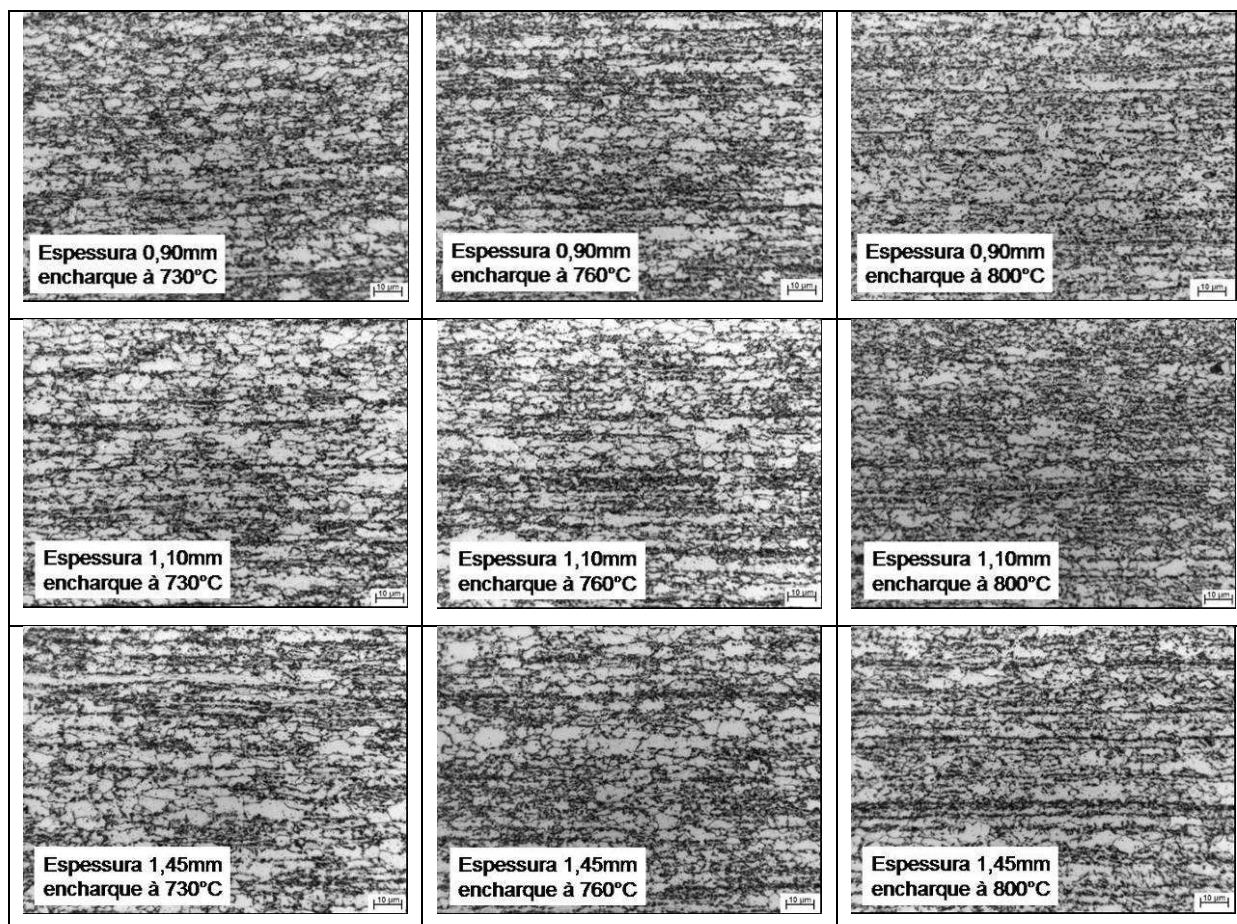 Espessura 0,90mm
encharque à 730°C
10 µm
Espessura 0,90mm
encharque à 760°C
10 µm
Espessura 0,90mm
encharque à 800°C
10 µm
Espessura 1,10mm
encharque à 730°C
10 µm
Espessura 1,10mm
encharque à 760°C
10 µm
Espessura 1,10mm
encharque à 800°C
10 µm
Espessura 1,45mm
encharque à 730°C
10 µm
Espessura 1,45mm
encharque à 760°C
10 µm
Espessura 1,45mm
encharque à 800°C
10 µm